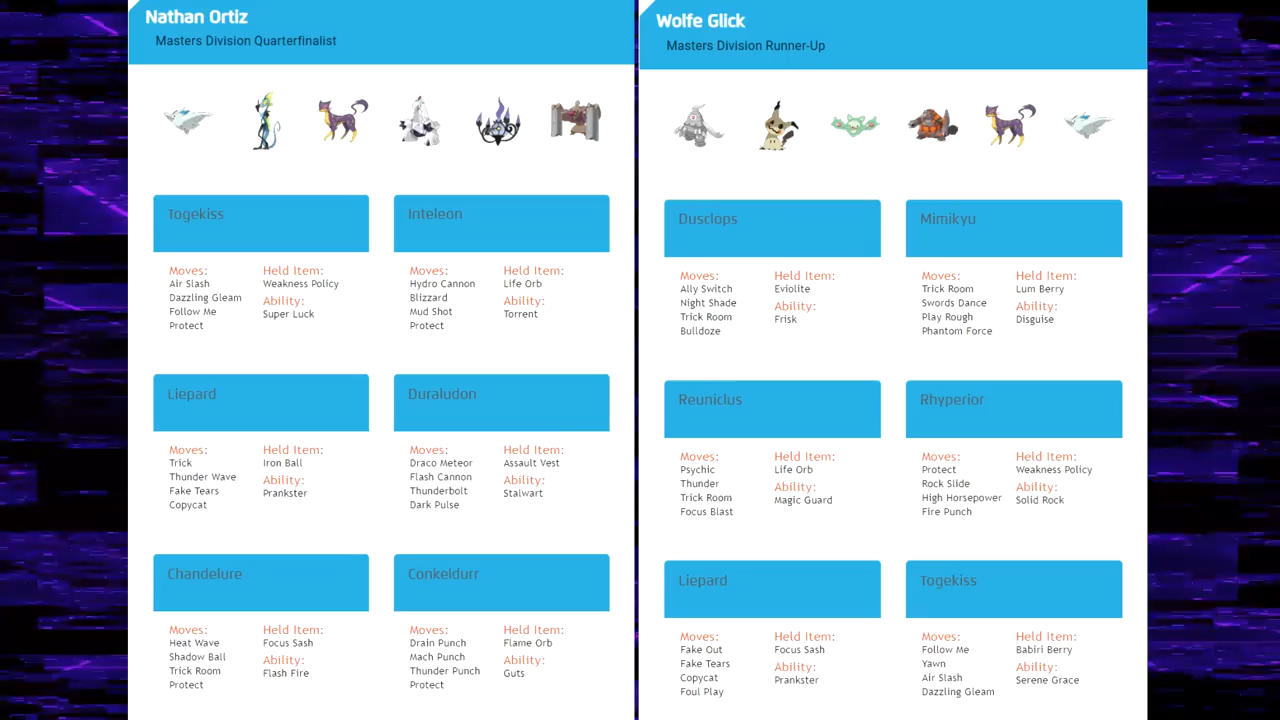 Nathan Ortiz
Masters Division Quarterfinalist
Togekiss
Moves:
Air Slash
Dazzling Gleam
Follow Me
Protect
Held Item:
Weakness Policy
Ability:
Super Luck
Inteleon
Moves:
Hydro Cannon
Blizzard
Mud Shot
Protect
Held Item:
Life Orb
Ability:
Torrent
Liepard
Moves:
Trick
Thunder Wave
Fake Tears
Copycat
Held Item:
Iron Ball
Ability:
Prankster
Duraludon
Moves:
Draco Meteor
Flash Cannon
Thunderbolt
Dark Pulse
Held Item:
Assault Vest
Ability:
Stalwart
Chandelure
Moves:
Heat Wave
Shadow Ball
Trick Room
Protect
Held Item:
Focus Sash
Ability:
Flash Fire
Conkeldurr
Moves:
Drain Punch
Mach Punch
Thunder Punch
Protect
Held Item:
Flame Orb
Ability:
Guts
Wolfe Glick
Masters Division Runner-Up
Dusclops
Moves:
Ally Switch
Night Shade
Trick Room
Bulldoze
Held Item:
Eviolite
Ability:
Frisk
Mimikyu
Moves:
Trick Room
Swords Dance
Play Rough
Phantom Force
Held Item:
Lum Berry
Ability:
Disguise
Reuniclus
Moves:
Psychic
Thunder
Trick Room
Focus Blast
Held Item:
Life Orb
Ability:
Magic Guard
Rhyperior
Moves:
Protect
Rock Slide
High Horsepower
Fire Punch
Held Item:
Weakness Policy
Ability:
Solid Rock
Liepard
Moves:
Fake Out
Fake Tears
Copycat
Foul Play
Held Item:
Focus Sash
Ability:
Prankster
Togekiss
Moves:
Follow Me
Yawn
Air Slash
Dazzling Gleam
Held Item:
Babiri Berry
Ability:
Serene Grace